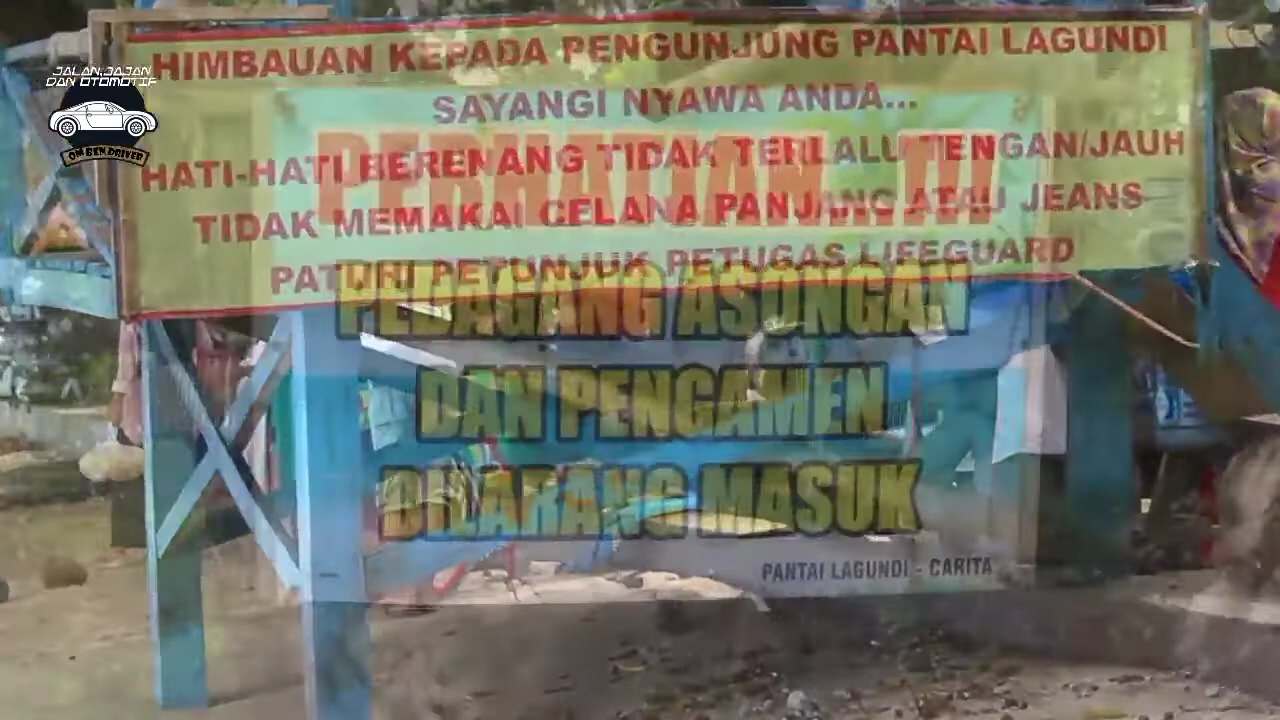 JALAN,JAJAN
DAN OTOMOTIF
OM BEN DRIVER
HIMBAUAN KEPADA PENGUNJUNG PANTAI LAGUNDI
SAYANGI NYAWA ANDA...
HATI-HATI BERENANG TIDAK TERLALU TENGAN/JAUH
TIDAK MEMAKAI CELANA PANJANG ATAU JEANS
PATUHI PETUNJUK PETUGAS LIFEGUARD
PERHATIAN...!!!
PEDAGANG ASONGAN
DAN PENGAMEN
DILARANG MASUK
PANTAI LAGUNDI - CARITA